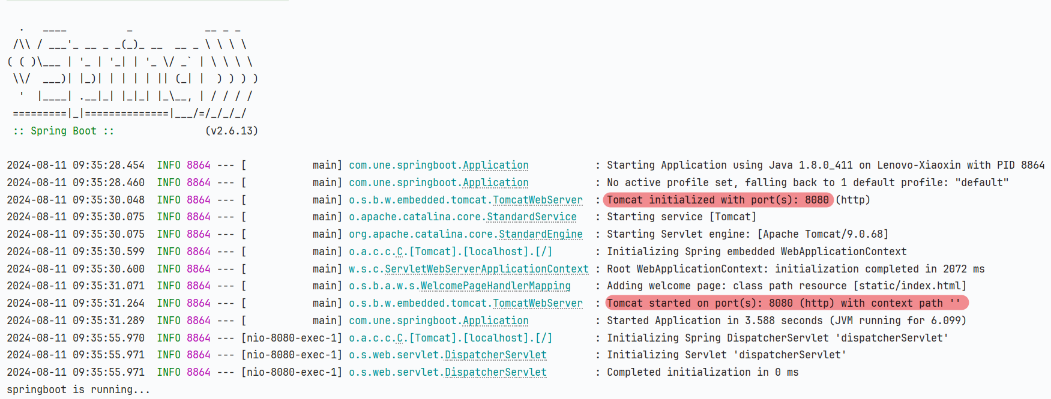 .   ____          _            __ _ _
 /\\ / ___'_ __ _ _(_)_ __  __ _ \ \ \ \
( ( )\___ | '_ | '_| | '_ \/ _` | \ \ \ \
 \\/  ___)| |_)| | | | | || (_| |  ) ) ) )
  '  |____| .__|_| |_|_| |_\__, | / / / /
 =========|_|==============|___/=/_/_/_/
 :: Spring Boot ::               (v2.6.13)
2024-08-11 09:35:28.454  INFO 8864 --- [           main] com.une.springboot.Application           : Starting Application using Java 1.8.0_411 on Lenovo-Xiaoxin with PID 8864
2024-08-11 09:35:28.460  INFO 8864 --- [           main] com.une.springboot.Application           : No active profile set, falling back to 1 default profile: "default"
2024-08-11 09:35:30.048  INFO 8864 --- [           main] o.s.b.w.embedded.tomcat.TomcatWebServer  : Tomcat initialized with port(s): 8080 (http)
2024-08-11 09:35:30.075  INFO 8864 --- [           main] o.apache.catalina.core.StandardService   : Starting service [Tomcat]
2024-08-11 09:35:30.075  INFO 8864 --- [           main] org.apache.catalina.core.StandardEngine  : Starting Servlet engine: [Apache Tomcat/9.0.68]
2024-08-11 09:35:30.599  INFO 8864 --- [           main] o.a.c.c.C.[Tomcat].[localhost].[/]       : Initializing Spring embedded WebApplicationContext
2024-08-11 09:35:30.600  INFO 8864 --- [           main] w.s.c.ServletWebServerApplicationContext : Root WebApplicationContext: initialization completed in 2072 ms
2024-08-11 09:35:31.071  INFO 8864 --- [           main] o.s.b.a.w.s.WelcomePageHandlerMapping    : Adding welcome page: class path resource [static/index.html]
2024-08-11 09:35:31.264  INFO 8864 --- [           main] o.s.b.w.embedded.tomcat.TomcatWebServer  : Tomcat started on port(s): 8080 (http) with context path ''
2024-08-11 09:35:31.289  INFO 8864 --- [           main] com.une.springboot.Application           : Started Application in 3.588 seconds (JVM running for 6.099)
2024-08-11 09:35:55.970  INFO 8864 --- [nio-8080-exec-1] o.a.c.c.C.[Tomcat].[localhost].[/]       : Initializing Spring DispatcherServlet 'dispatcherServlet'
2024-08-11 09:35:55.971  INFO 8864 --- [nio-8080-exec-1] o.s.web.servlet.DispatcherServlet        : Initializing Servlet 'dispatcherServlet'
2024-08-11 09:35:55.971  INFO 8864 --- [nio-8080-exec-1] o.s.web.servlet.DispatcherServlet        : Completed initialization in 0 ms
springboot is running...